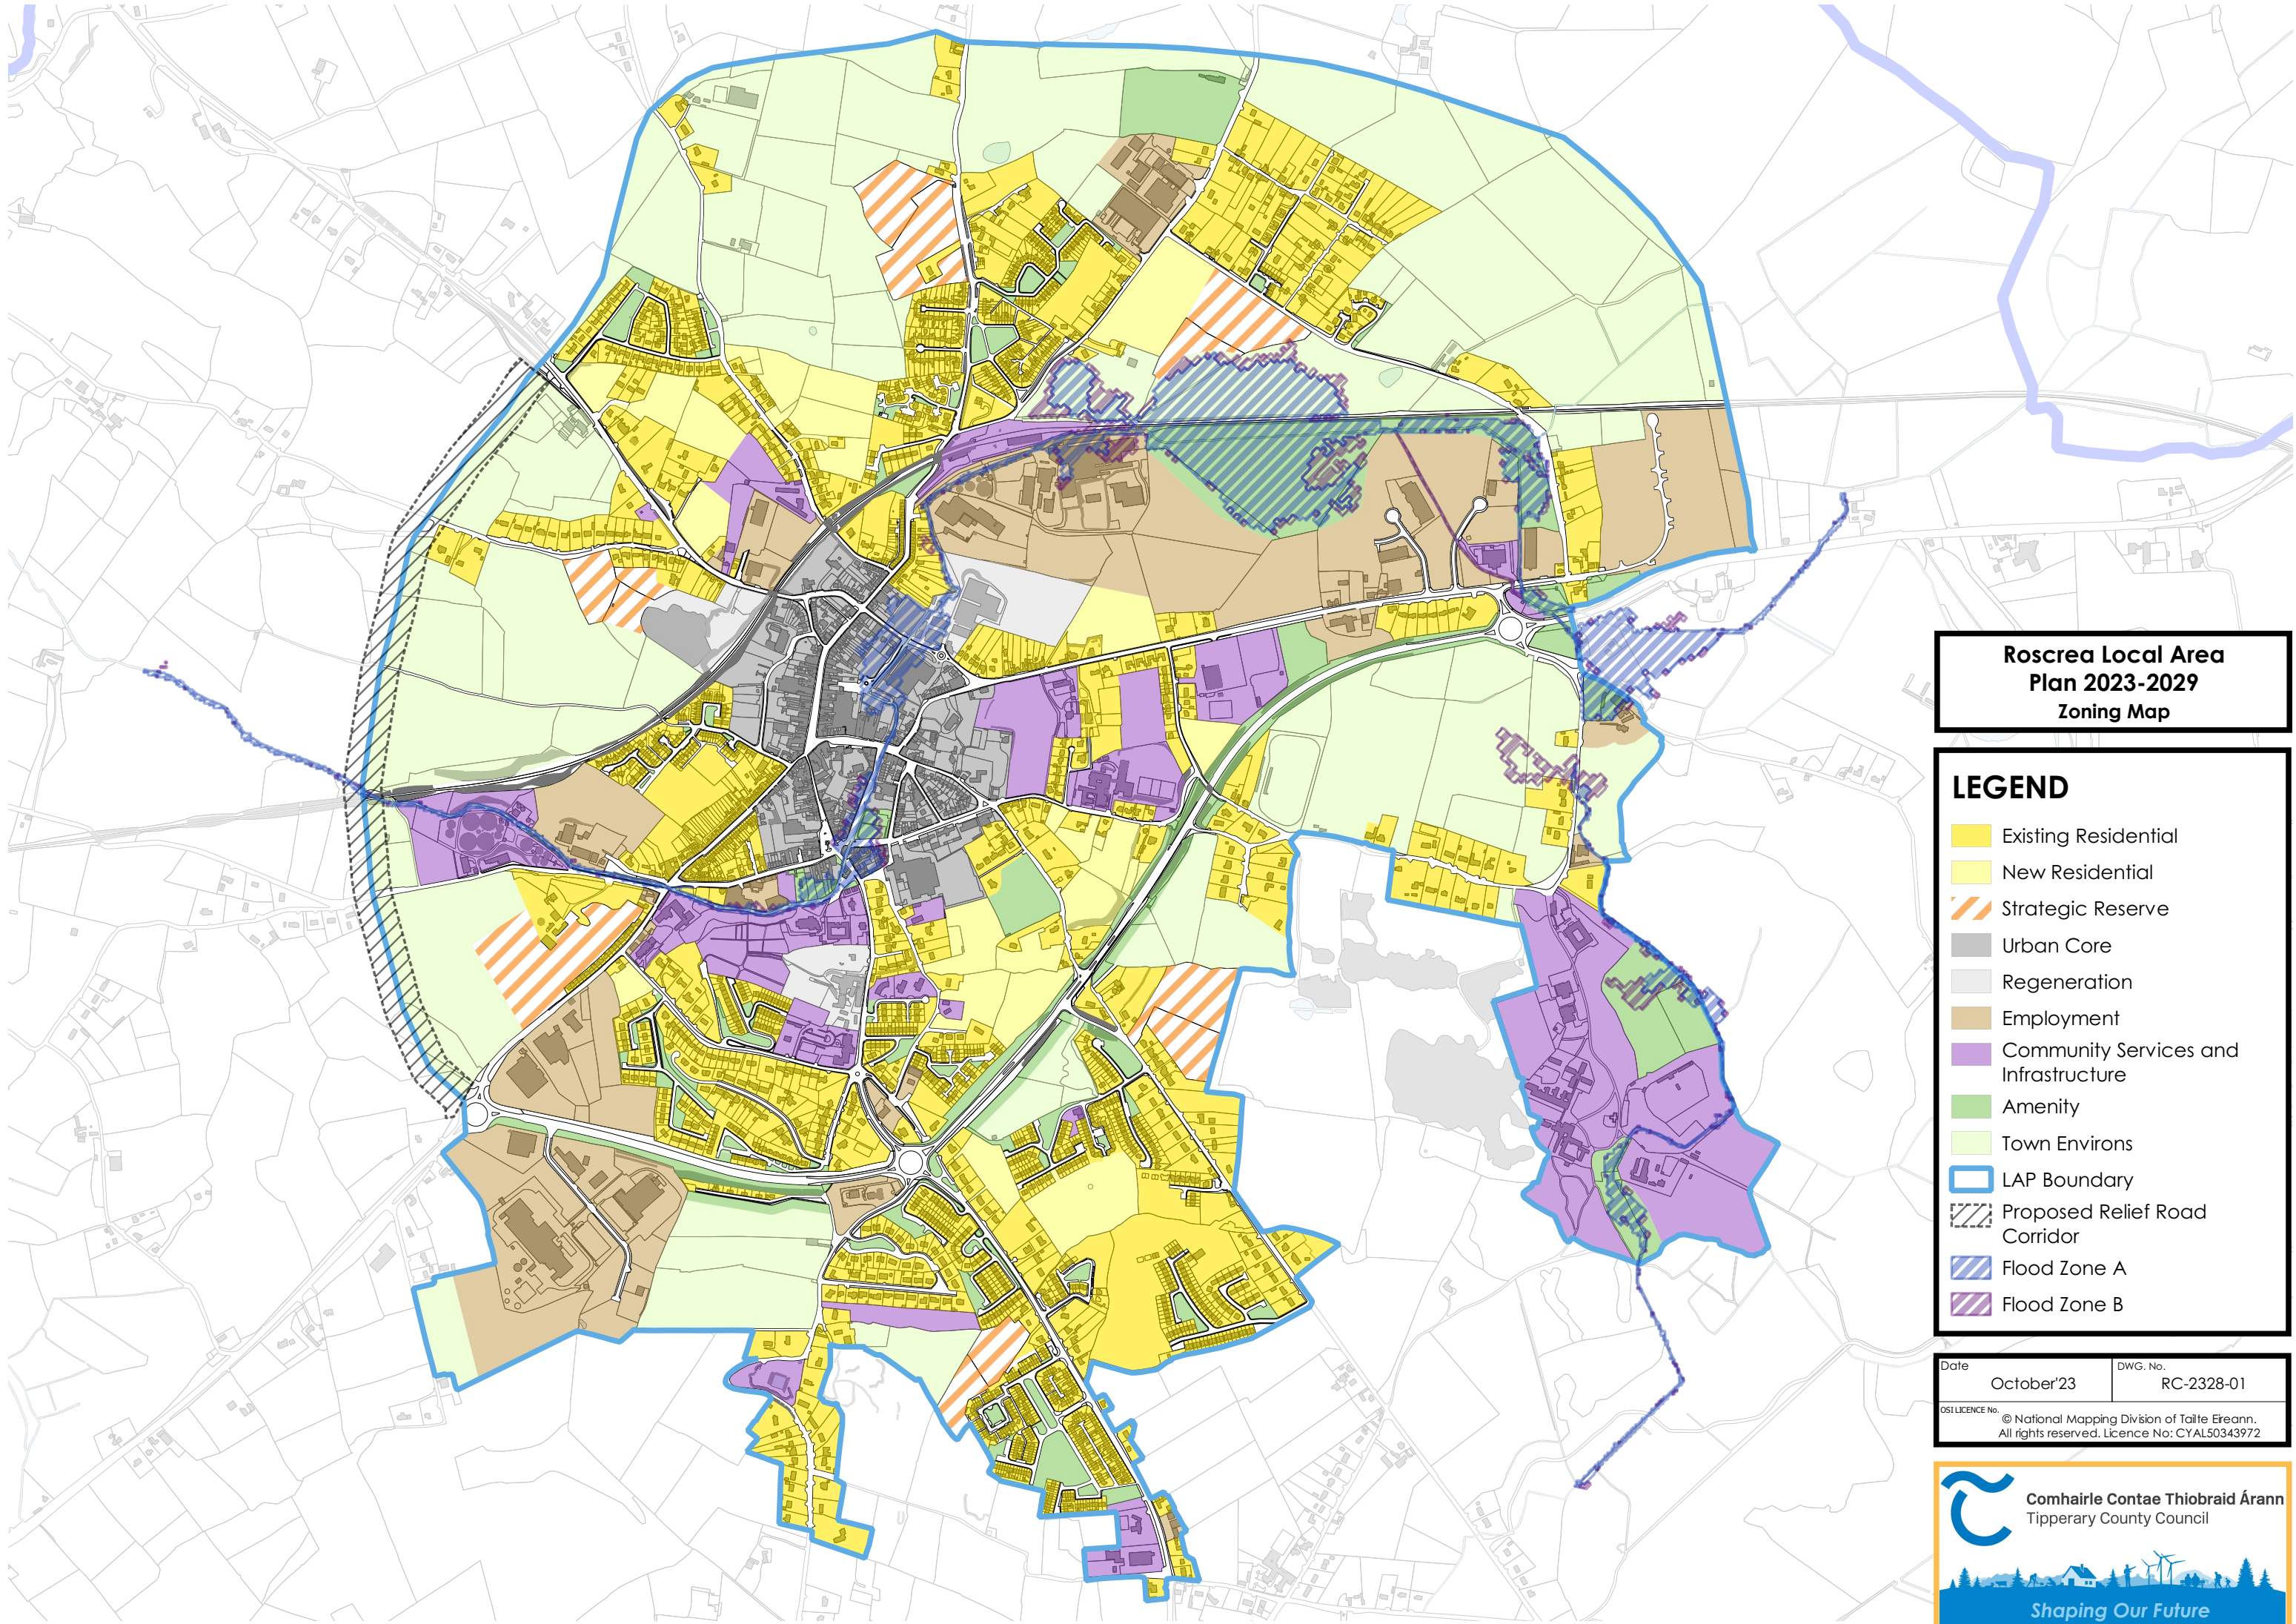 Roscrea Local Area
Plan 2023-2029
Zoning Map
LEGEND
Existing Residential
New Residential
Strategic Reserve
Urban Core
Regeneration
Employment
Community Services and
Infrastructure
Amenity
Town Environs
LAP Boundary
Proposed Relief Road
Corridor
Flood Zone A
Flood Zone B
Date
October'23
DWG. No.
RC-2328-01
OSI LICENCE No.
© National Mapping Division of Tailte Eireann.
All rights reserved. Licence No: CYAL50343972
Comhairle Contae Thiobraid Árann
Tipperary County Council
Shaping Our Future